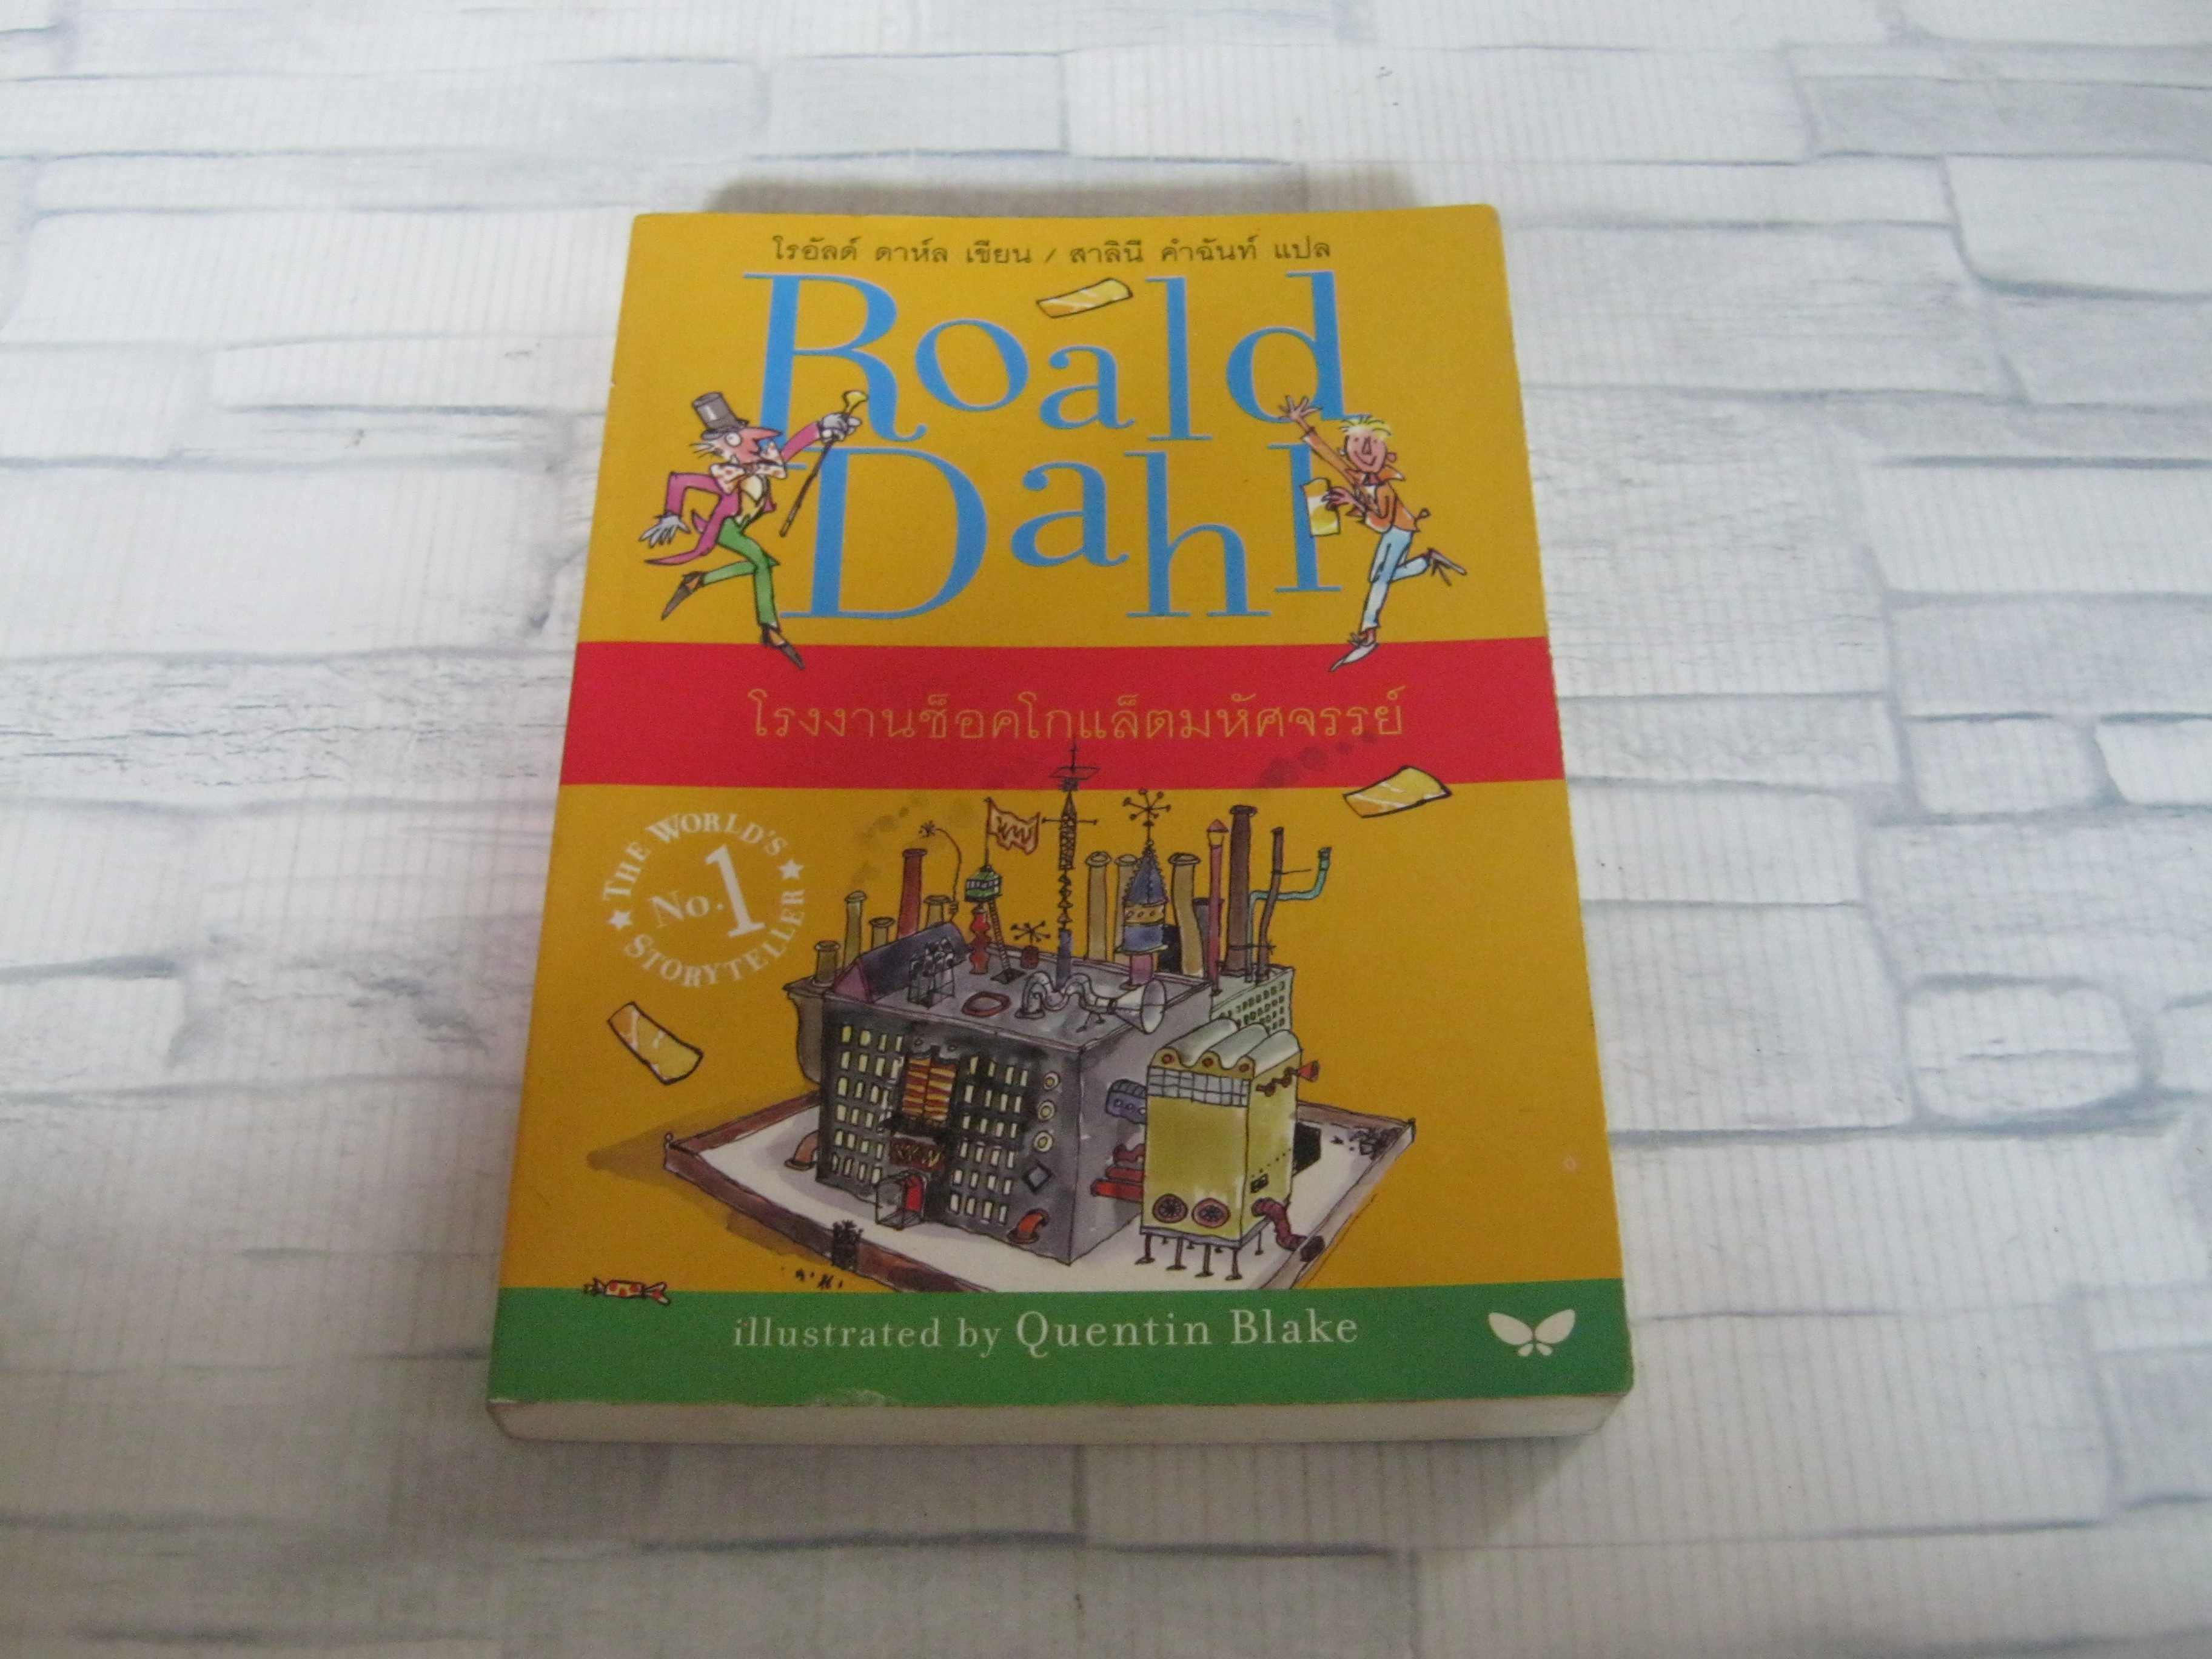 โรอัลด์ ดาห์ล เขียน / สาลินี คำฉันท์ แปล
Roald
Dahl
โรงงานช็อคโกแล็ตมหัศจรรย์
THE WORLD'S
No. 1
STORYTELLER
illustrated by Quentin Blake